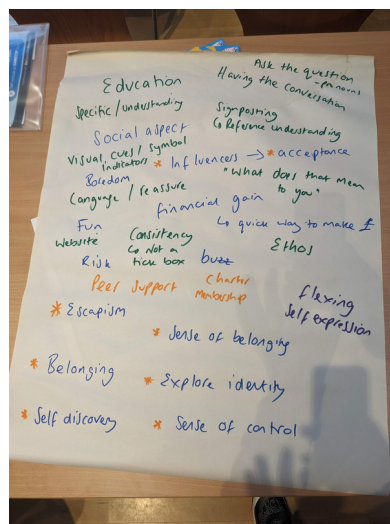 Ask the question
- pronouns
Education
Having the conversation
Specific/understanding
Signposting
↳ Reference understanding
Social aspect
Visual cues / symbol
indicators
* Influencers → * acceptance
Boredom
"What does that mean
to you"
Language / reassure
financial gain
↳ quick way to make £
Fun
Website
Consistency
↳ Not a
tick box
Ethos
Risk
buzz
Peer Support
Charter
Membership
flexing
Self expression
* Escapism
* Sense of belonging
* Belonging
* Explore identity
* Self discovery
* Sense of control